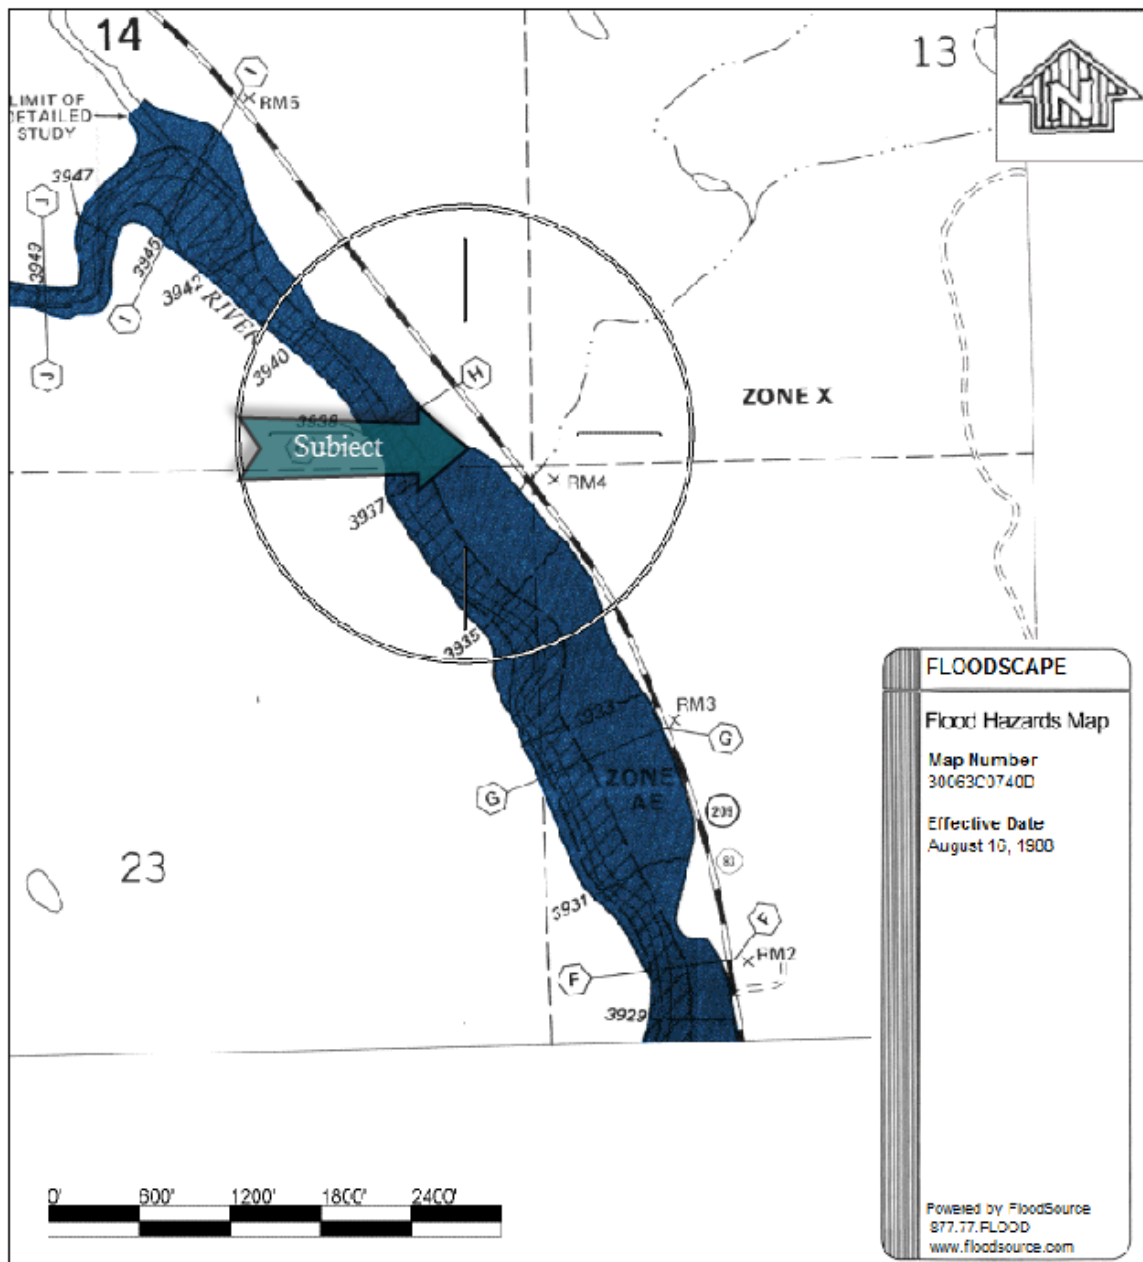 14
13
N
I
RM5
LIMIT OF
DETAILED
STUDY
3947
J
3949
3945
3942
RIVER
I
J
3940
H
ZONE X
3938
Subject
RM4
3937
3935
RM3
3933
G
G
ZONE
AE
209
83
23
3931
F
F
RM2
3929
FLOODSCAPE
Flood Hazards Map
Map Number
30063C0740D
Effective Date
August 16, 1988
0' 600' 1200' 1800' 2400'
Powered by FloodSource
877.77.FLOOD
www.floodsource.com